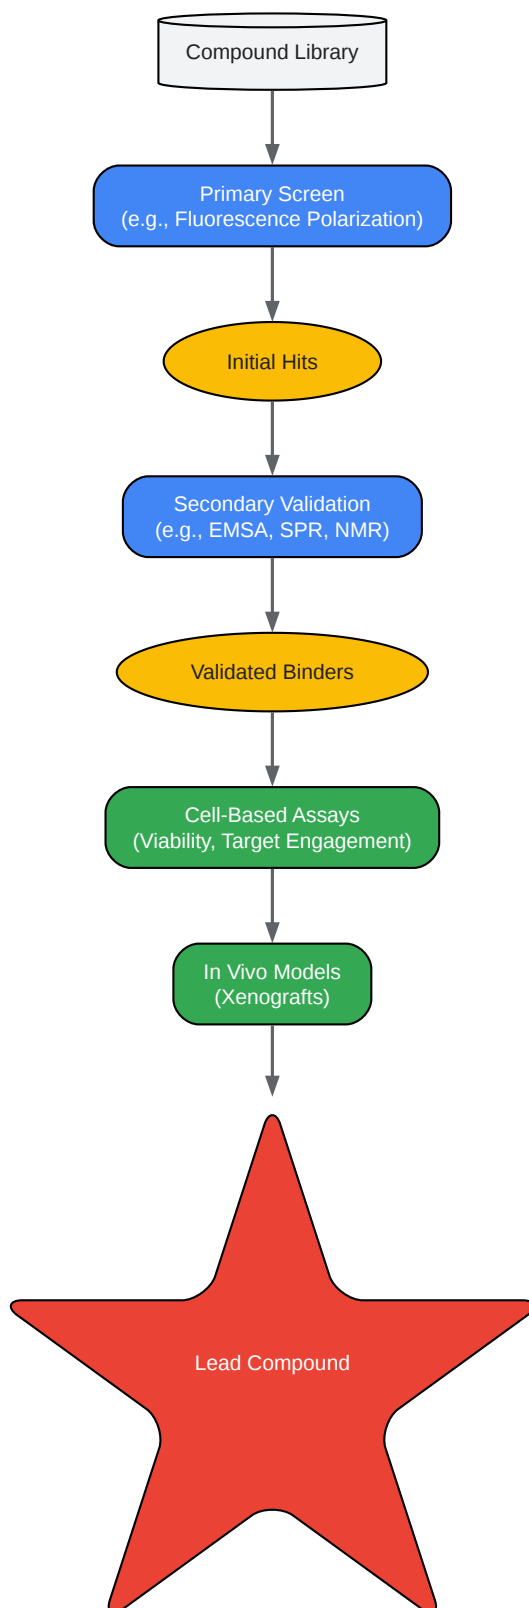 Compound Library
Primary Screen
(e.g., Fluorescence Polarization)
Initial Hits
Secondary Validation
(e.g., EMSA, SPR, NMR)
Validated Binders
Cell-Based Assays
(Viability, Target Engagement)
In Vivo Models
(Xenografts)
Lead Compound